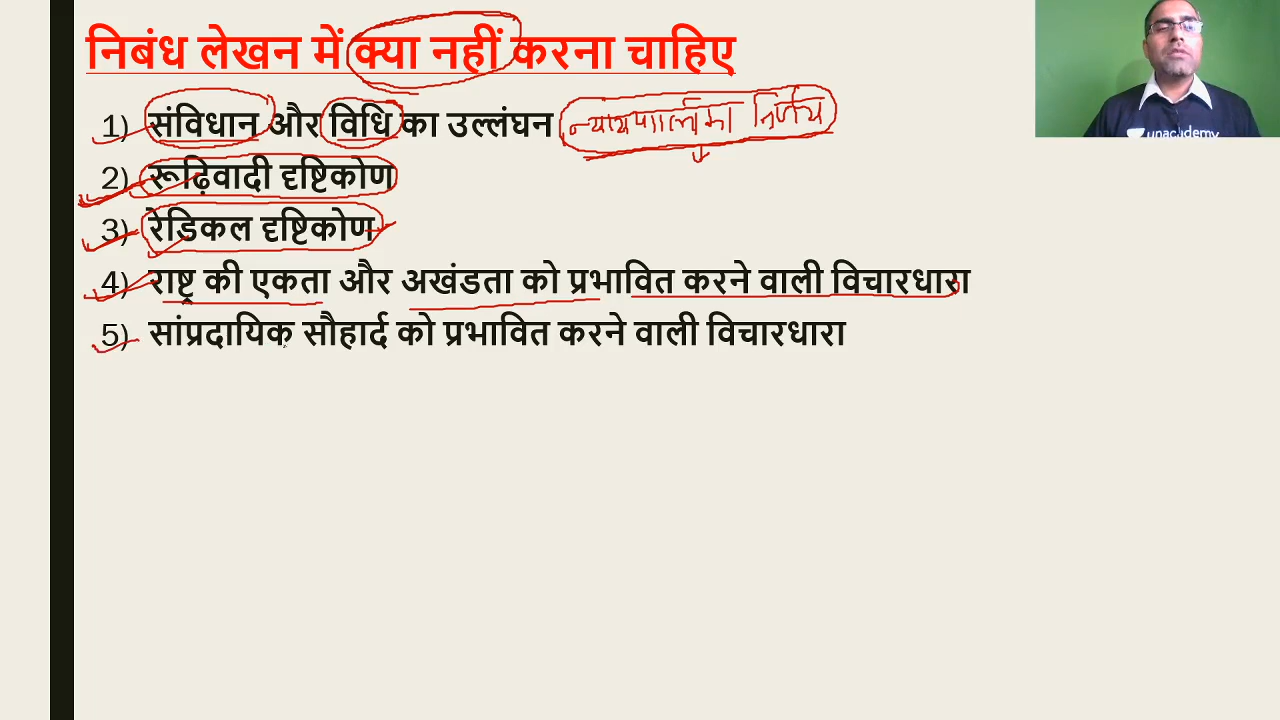 निबंध लेखन में क्या नहीं करना चाहिए
1) संविधान और विधि का उल्लंघन न्यायपालिका निर्णय
2) रूढ़िवादी दृष्टिकोण
3) रेडिकल दृष्टिकोण
4) राष्ट्र की एकता और अखंडता को प्रभावित करने वाली विचारधारा
5) सांप्रदायिक सौहार्द को प्रभावित करने वाली विचारधारा
unacademy